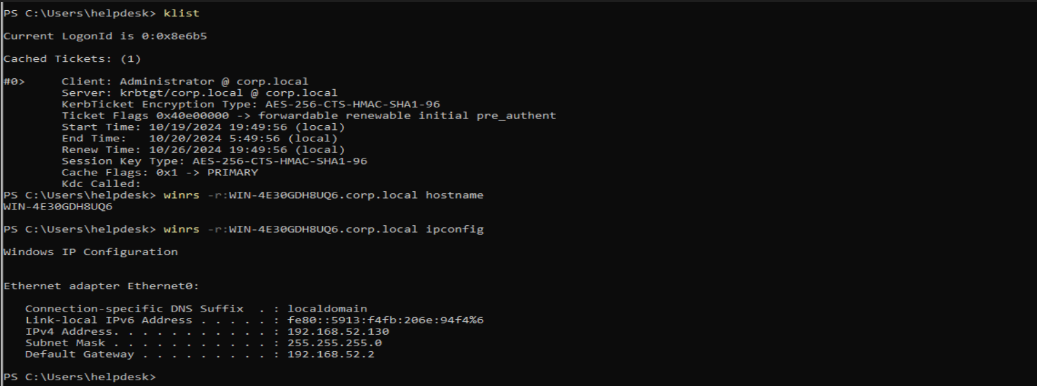 PS C:\Users\helpdesk> klist
Current LogonId is 0:0x8e6b5
Cached Tickets: (1)
#0>     Client: Administrator @ corp.local
        Server: krbtgt/corp.local @ corp.local
        KerbTicket Encryption Type: AES-256-CTS-HMAC-SHA1-96
        Ticket Flags 0x40e00000 -> forwardable renewable initial pre_authent
        Start Time: 10/19/2024 19:49:56 (local)
        End Time:   10/20/2024 5:49:56 (local)
        Renew Time: 10/26/2024 19:49:56 (local)
        Session Key Type: AES-256-CTS-HMAC-SHA1-96
        Cache Flags: 0x1 -> PRIMARY
        Kdc Called:
PS C:\Users\helpdesk> winrs -r:WIN-4E30GDH8UQ6.corp.local hostname
WIN-4E30GDH8UQ6
PS C:\Users\helpdesk> winrs -r:WIN-4E30GDH8UQ6.corp.local ipconfig
Windows IP Configuration
Ethernet adapter Ethernet0:
   Connection-specific DNS Suffix  . : localdomain
   Link-local IPv6 Address . . . . . : fe80::5913:f4fb:206e:94f4%6
   IPv4 Address. . . . . . . . . . . : 192.168.52.130
   Subnet Mask . . . . . . . . . . . : 255.255.255.0
   Default Gateway . . . . . . . . . : 192.168.52.2
PS C:\Users\helpdesk>